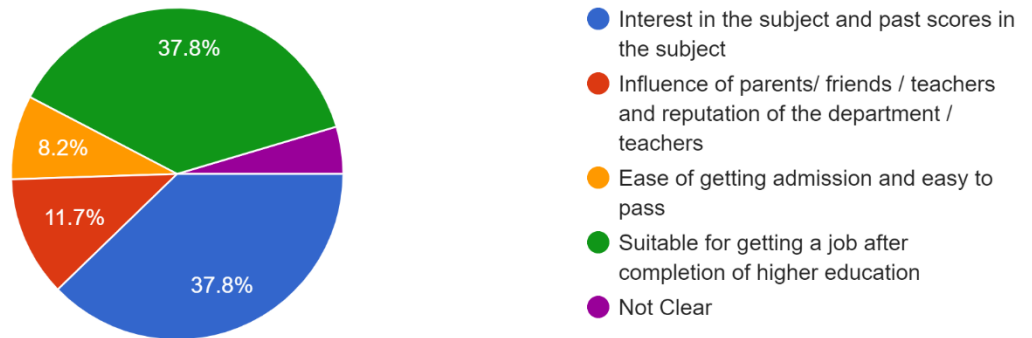 37.8%
8.2%
11.7%
37.8%
Interest in the subject and past scores in
the subject
Influence of parents/ friends / teachers
and reputation of the department /
teachers
Ease of getting admission and easy to
pass
Suitable for getting a job after
completion of higher education
Not Clear